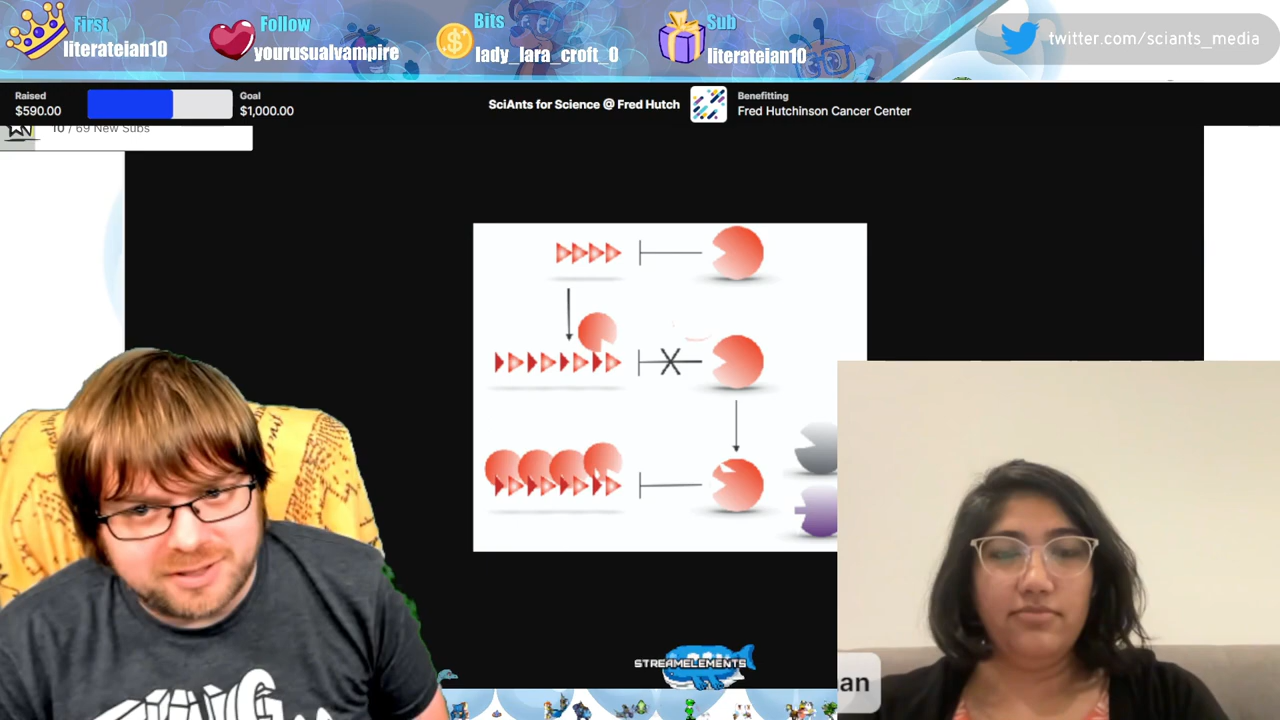 First
literateian10
Follow
yourusualvampire
Bits
lady_lara_croft_0
Sub
literateian10
twitter.com/sciants_media
Raised
$590.00
Goal
$1,000.00
SciAnts for Science @ Fred Hutch
Benefitting
Fred Hutchinson Cancer Center
10 / 69 New Subs
X
STREAMELEMENTS
an